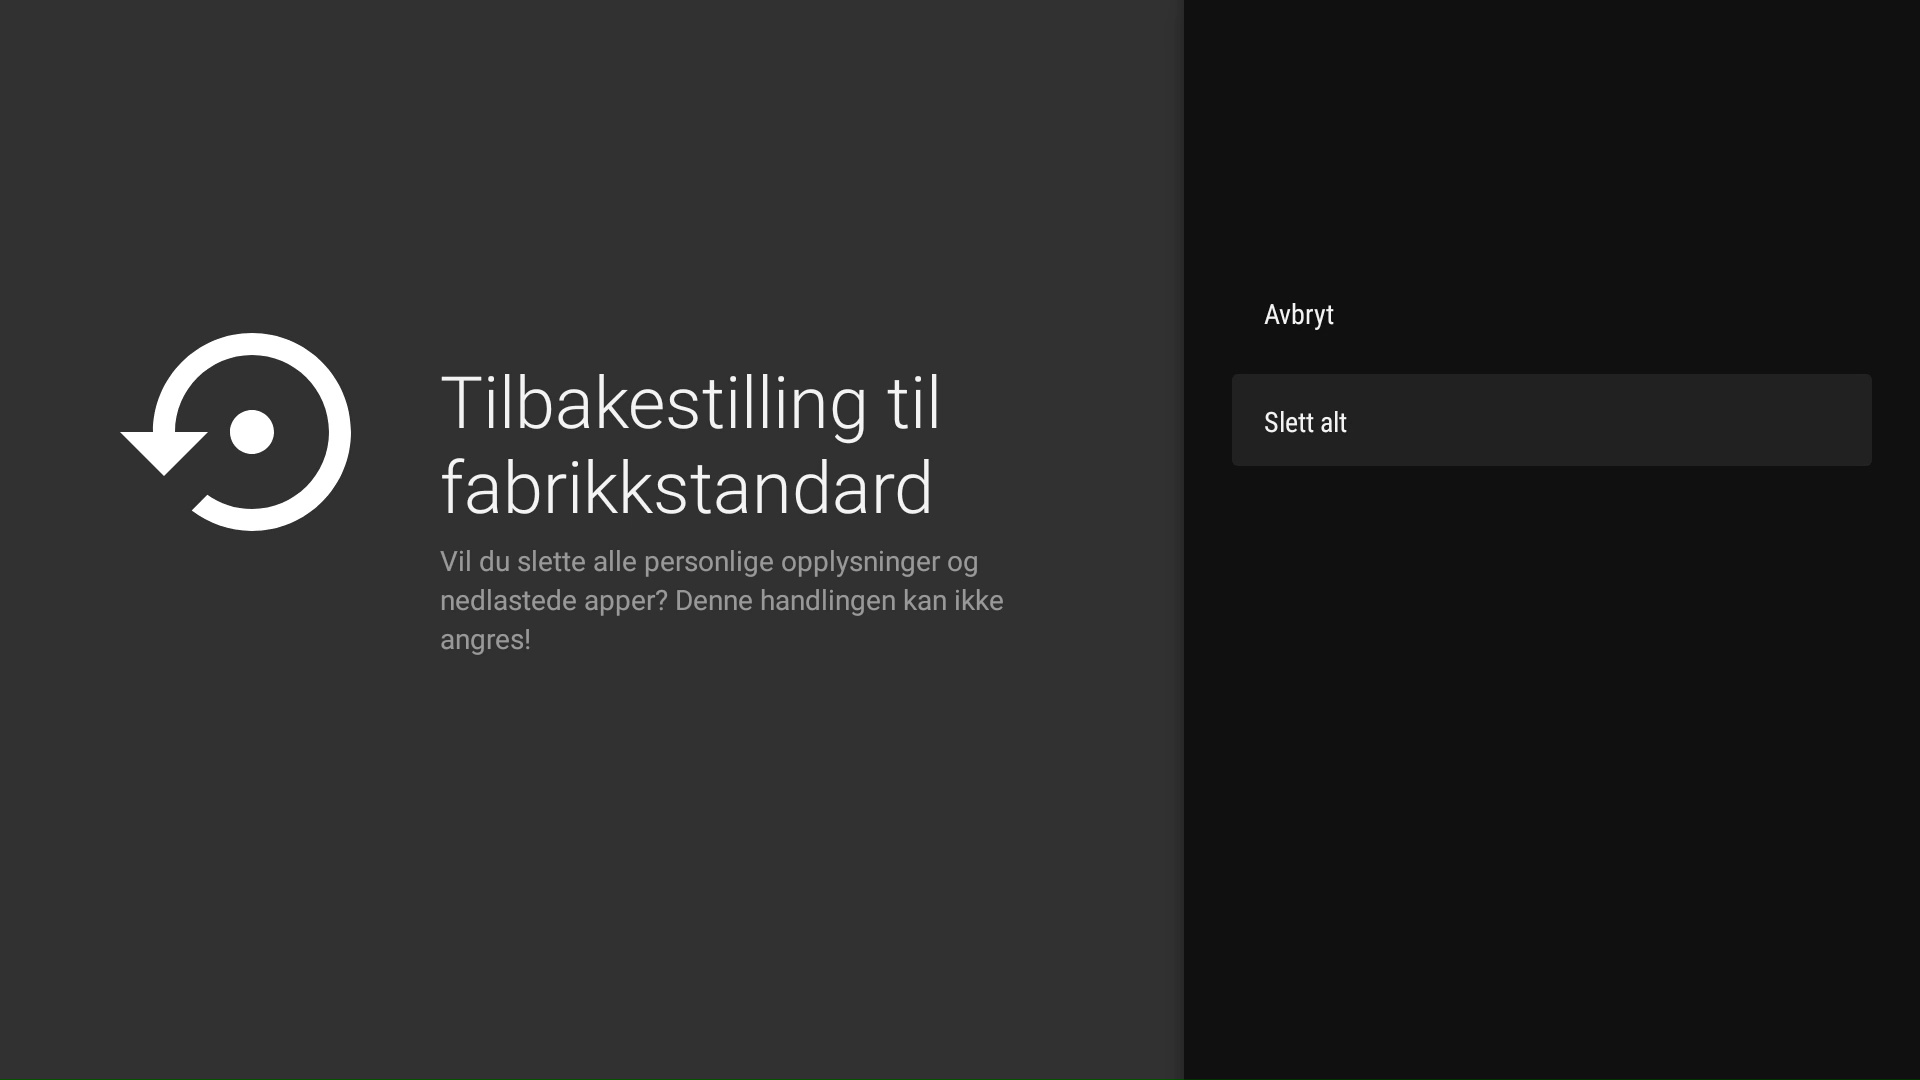 Tilbakestilling til
fabrikkstandard
Vil du slette alle personlige opplysninger og
nedlastede apper? Denne handlingen kan ikke
angres!
Avbryt
Slett alt